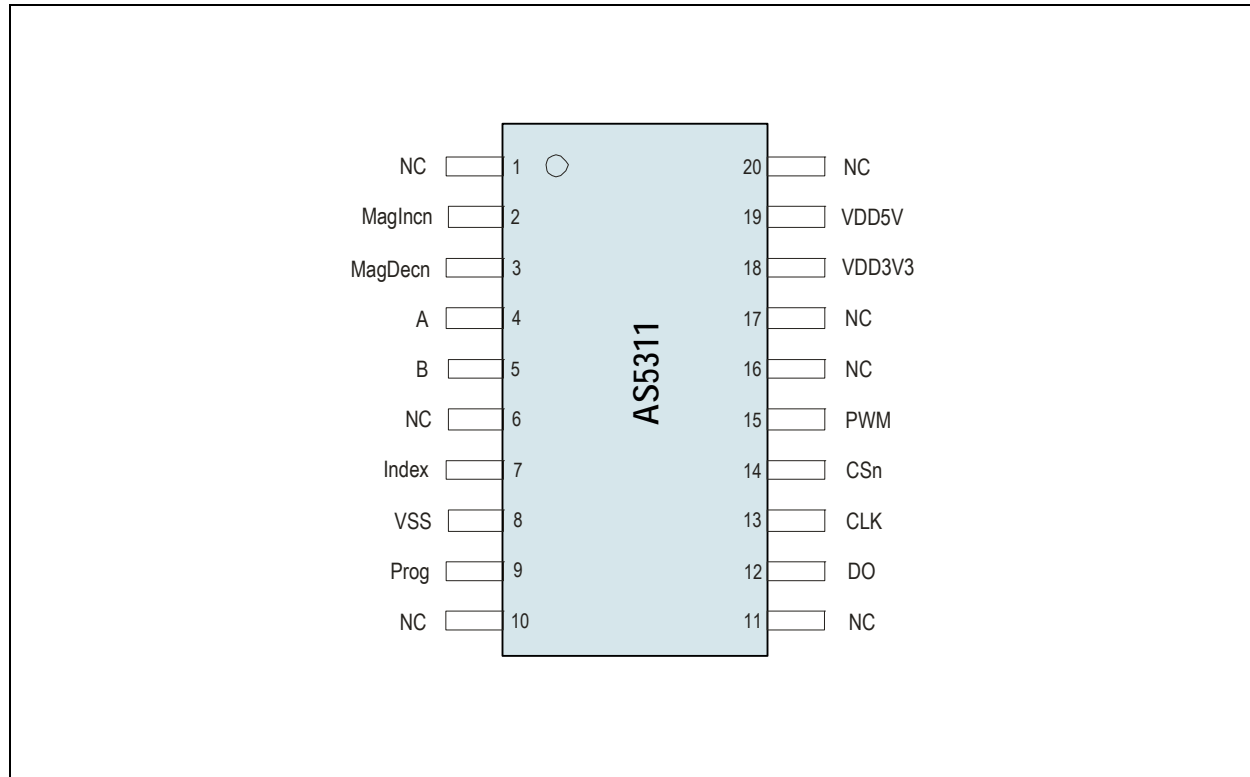 NC 1 20 NC
MagIncn 2 19 VDD5V
MagDecn 3 18 VDD3V3
A 4 17 NC
B 5 16 NC
NC 6 15 PWM
Index 7 14 CSn
VSS 8 13 CLK
Prog 9 12 DO
NC 10 11 NC
AS5311